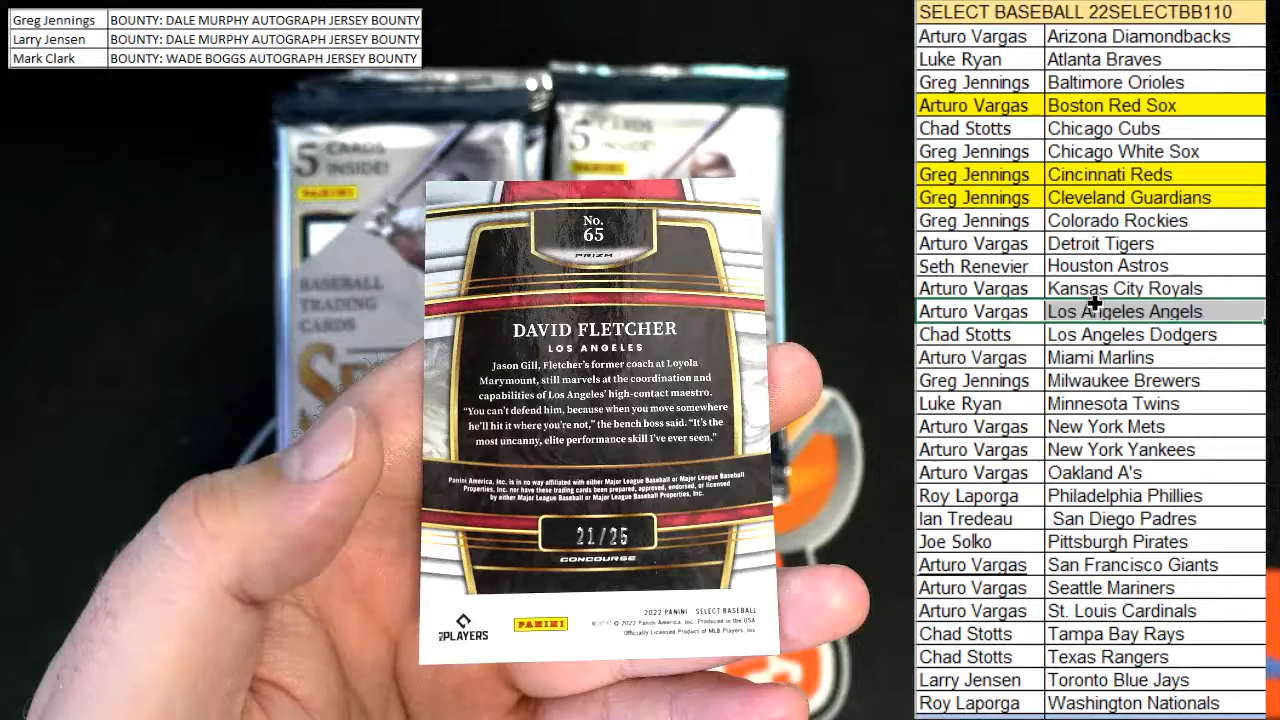 Greg Jennings BOUNTY: DALE MURPHY AUTOGRAPH JERSEY BOUNTY
Larry Jensen BOUNTY: DALE MURPHY AUTOGRAPH JERSEY BOUNTY
Mark Clark BOUNTY: WADE BOGGS AUTOGRAPH JERSEY BOUNTY
5 CARDS
INSIDE!
PANINI
BASEBALL
TRADING
CARDS
5
PANINI
No.
65
PRIZM
DAVID FLETCHER
LOS ANGELES
Jason Gill, Fletcher's former coach at Loyola
Marymount, still marvels at the coordination and
capabilities of Los Angeles' high-contact maestro.
"You can't defend him, because when you move somewhere
he'll hit it where you're not," the bench boss said. "It's the
most uncanny, elite performance skill I've ever seen."
Panini America, Inc. is in no way affiliated with either Major League Baseball or Major League Baseball
Properties, Inc. nor have these trading cards been prepared, approved, endorsed, or licensed
by either Major League Baseball or Major League Baseball Properties, Inc.
21/25
CONCOURSE
PLAYERS
PANINI
2022 PANINI - SELECT BASEBALL
© 2022 Panini America, Inc. Produced in the USA
Officially Licensed Product of MLB Players, Inc.
SELECT BASEBALL 22SELECTBB110
Arturo Vargas Arizona Diamondbacks
Luke Ryan Atlanta Braves
Greg Jennings Baltimore Orioles
Arturo Vargas Boston Red Sox
Chad Stotts Chicago Cubs
Greg Jennings Chicago White Sox
Greg Jennings Cincinnati Reds
Greg Jennings Cleveland Guardians
Greg Jennings Colorado Rockies
Arturo Vargas Detroit Tigers
Seth Renevier Houston Astros
Arturo Vargas Kansas City Royals
Arturo Vargas Los Angeles Angels
Chad Stotts Los Angeles Dodgers
Arturo Vargas Miami Marlins
Greg Jennings Milwaukee Brewers
Luke Ryan Minnesota Twins
Arturo Vargas New York Mets
Arturo Vargas New York Yankees
Arturo Vargas Oakland A's
Roy Laporga Philadelphia Phillies
Ian Tredeau San Diego Padres
Joe Solko Pittsburgh Pirates
Arturo Vargas San Francisco Giants
Arturo Vargas Seattle Mariners
Arturo Vargas St. Louis Cardinals
Chad Stotts Tampa Bay Rays
Chad Stotts Texas Rangers
Larry Jensen Toronto Blue Jays
Roy Laporga Washington Nationals